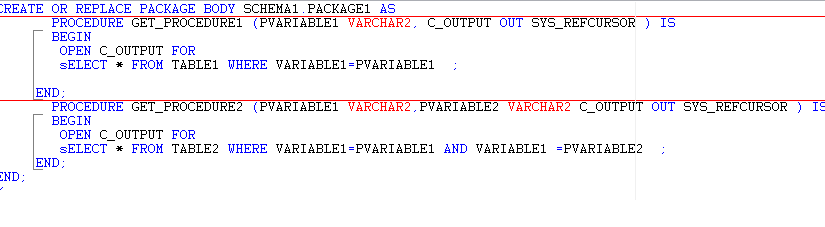 CREATE OR REPLACE PACKAGE BODY SCHEMA1.PACKAGE1 AS
PROCEDURE GET_PROCEDURE1 (PVARIABLE1 VARCHAR2, C_OUTPUT OUT SYS_REFCURSOR ) IS
BEGIN
OPEN C_OUTPUT FOR
sELECT * FROM TABLE1 WHERE VARIABLE1=PVARIABLE1 ;
END;
PROCEDURE GET_PROCEDURE2 (PVARIABLE1 VARCHAR2,PVARIABLE2 VARCHAR2 C_OUTPUT OUT SYS_REFCURSOR ) IS
BEGIN
OPEN C_OUTPUT FOR
sELECT * FROM TABLE2 WHERE VARIABLE1=PVARIABLE1 AND VARIABLE1 =PVARIABLE2 ;
END;
END;
/